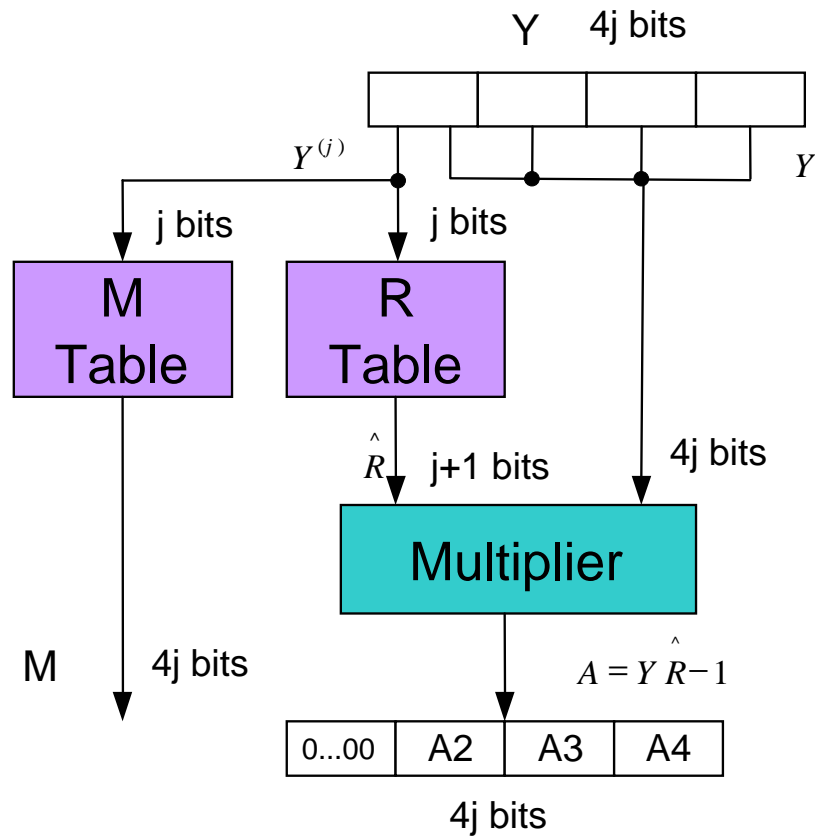 Y 4j bits
Y^(j)
Y
j bits
j bits
M
Table
R
Table
R̂
j+1 bits
4j bits
Multiplier
M
4j bits
A = Y R̂ − 1
0...00 A2 A3 A4
4j bits